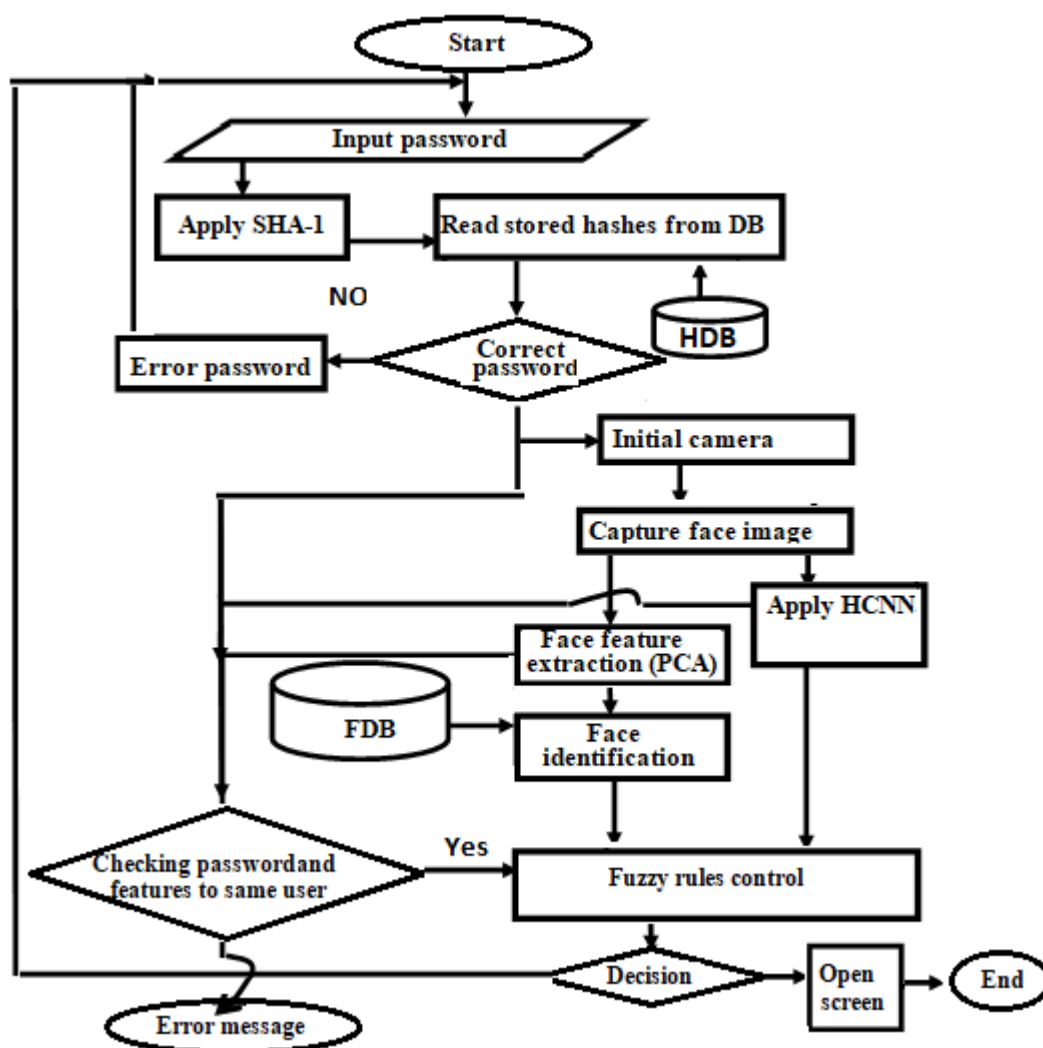 Start
Input password
Apply SHA-1
Read stored hashes from DB
NO
HDB
Correct
password
Error password
Initial camera
Capture face image
Apply HCNN
Face feature
extraction (PCA)
FDB
Face
identification
Checking passwordand
features to same user
Yes
Fuzzy rules control
Decision
Open
screen
End
Error message